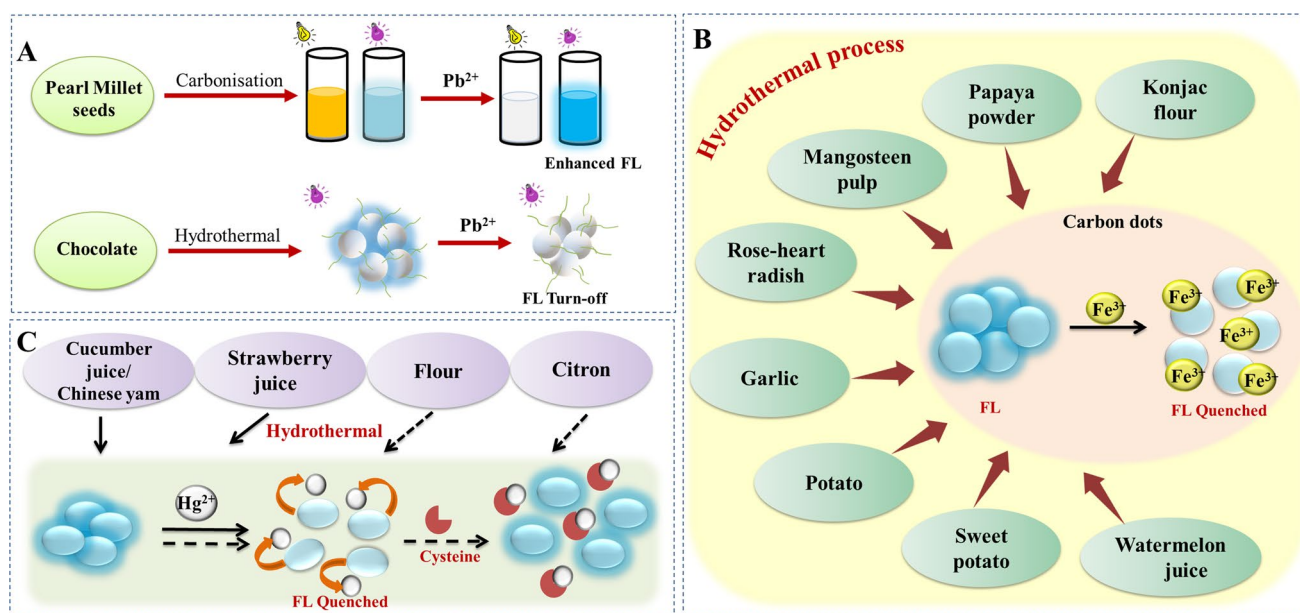 A
Pearl Millet
seeds
Carbonisation
Pb²⁺
Enhanced FL
Chocolate
Hydrothermal
Pb²⁺
FL Turn-off
B
Hydrothermal process
Papaya
powder
Konjac
flour
Mangosteen
pulp
Rose-heart
radish
Garlic
Potato
Sweet
potato
Watermelon
juice
Carbon dots
FL
Fe³⁺
Fe³⁺
Fe³⁺
Fe³⁺
Fe³⁺
Fe³⁺
FL Quenched
C
Cucumber
juice/
Chinese yam
Strawberry
juice
Flour
Citron
Hydrothermal
Hg²⁺
FL Quenched
Cysteine